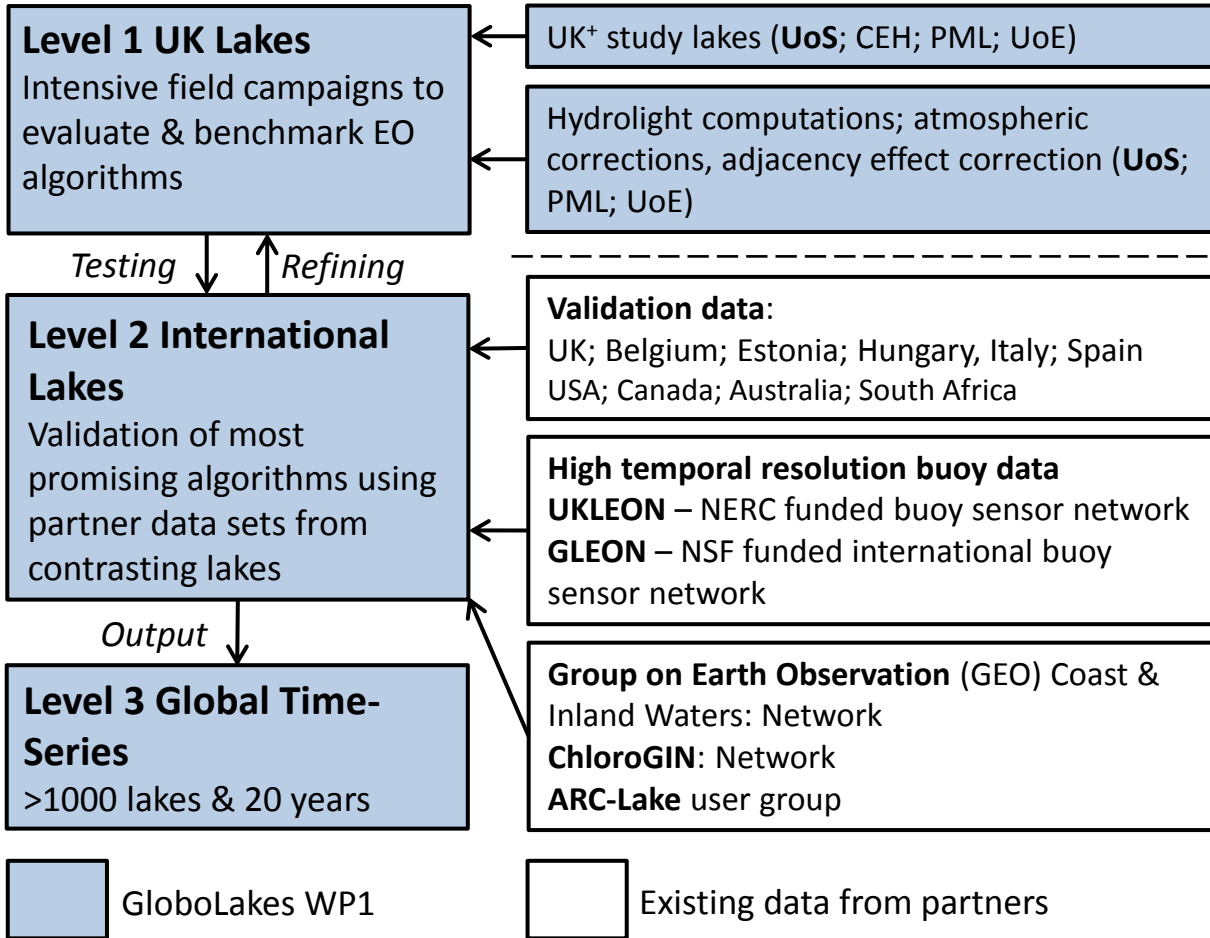 Level 1 UK Lakes
Intensive field campaigns to
evaluate & benchmark EO
algorithms
UK⁺ study lakes (UoS; CEH; PML; UoE)
Hydrolight computations; atmospheric
corrections, adjacency effect correction (UoS;
PML; UoE)
Testing
Refining
Level 2 International
Lakes
Validation of most
promising algorithms using
partner data sets from
contrasting lakes
Validation data:
UK; Belgium; Estonia; Hungary, Italy; Spain
USA; Canada; Australia; South Africa
High temporal resolution buoy data
UKLEON – NERC funded buoy sensor network
GLEON – NSF funded international buoy
sensor network
Output
Level 3 Global Time-
Series
>1000 lakes & 20 years
Group on Earth Observation (GEO) Coast &
Inland Waters: Network
ChloroGIN: Network
ARC-Lake user group
GloboLakes WP1
Existing data from partners